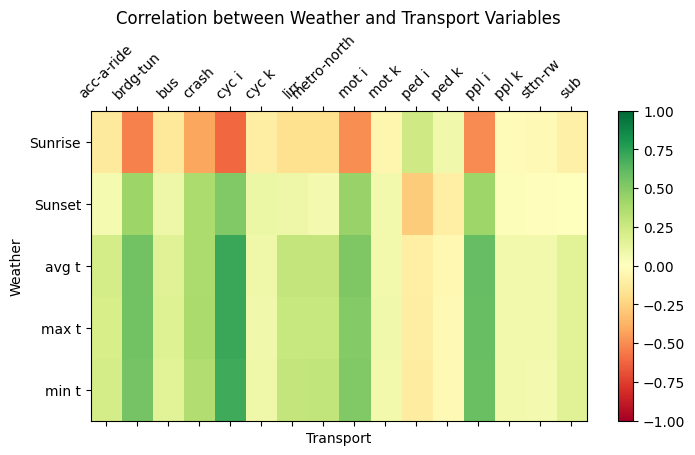 Correlation between Weather and Transport Variables
acc-a-ride
brdg-tun
bus
crash
cyc i
cyc k
lirr
metro-north
mot i
mot k
ped i
ped k
ppl i
ppl k
sttn-rw
sub
Sunrise
Sunset
avg t
max t
min t
Weather
Transport
1.00
0.75
0.50
0.25
0.00
−0.25
−0.50
−0.75
−1.00